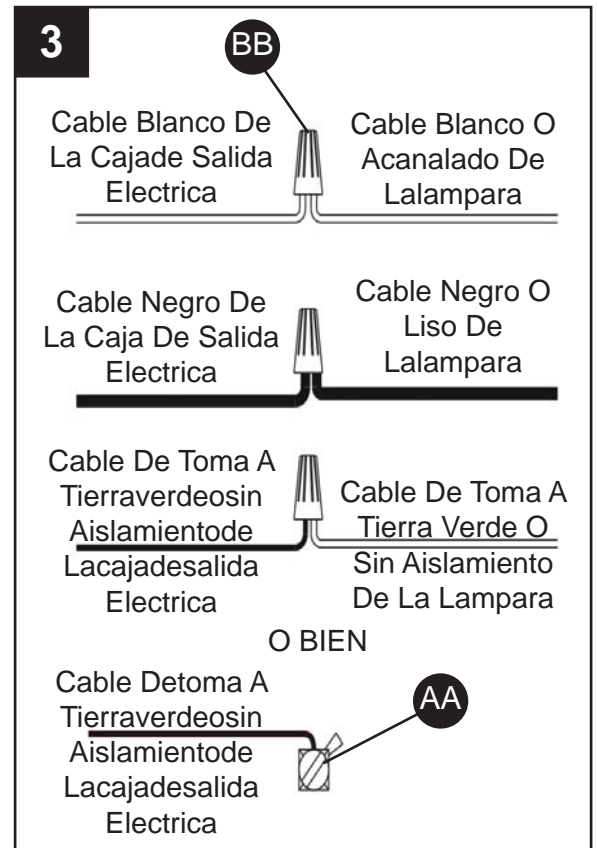 3
BB
Cable Blanco De
La Cajade Salida
Electrica
Cable Blanco O
Acanalado De
Lalampara
Cable Negro De
La Caja De Salida
Electrica
Cable Negro O
Liso De
Lalampara
Cable De Toma A
Tierraverdeosin
Aislamientode
Lacajadesalida
Electrica
Cable De Toma A
Tierra Verde O
Sin Aislamiento
De La Lampara
O BIEN
Cable Detoma A
Tierraverdeosin
Aislamientode
Lacajadesalida
Electrica
AA